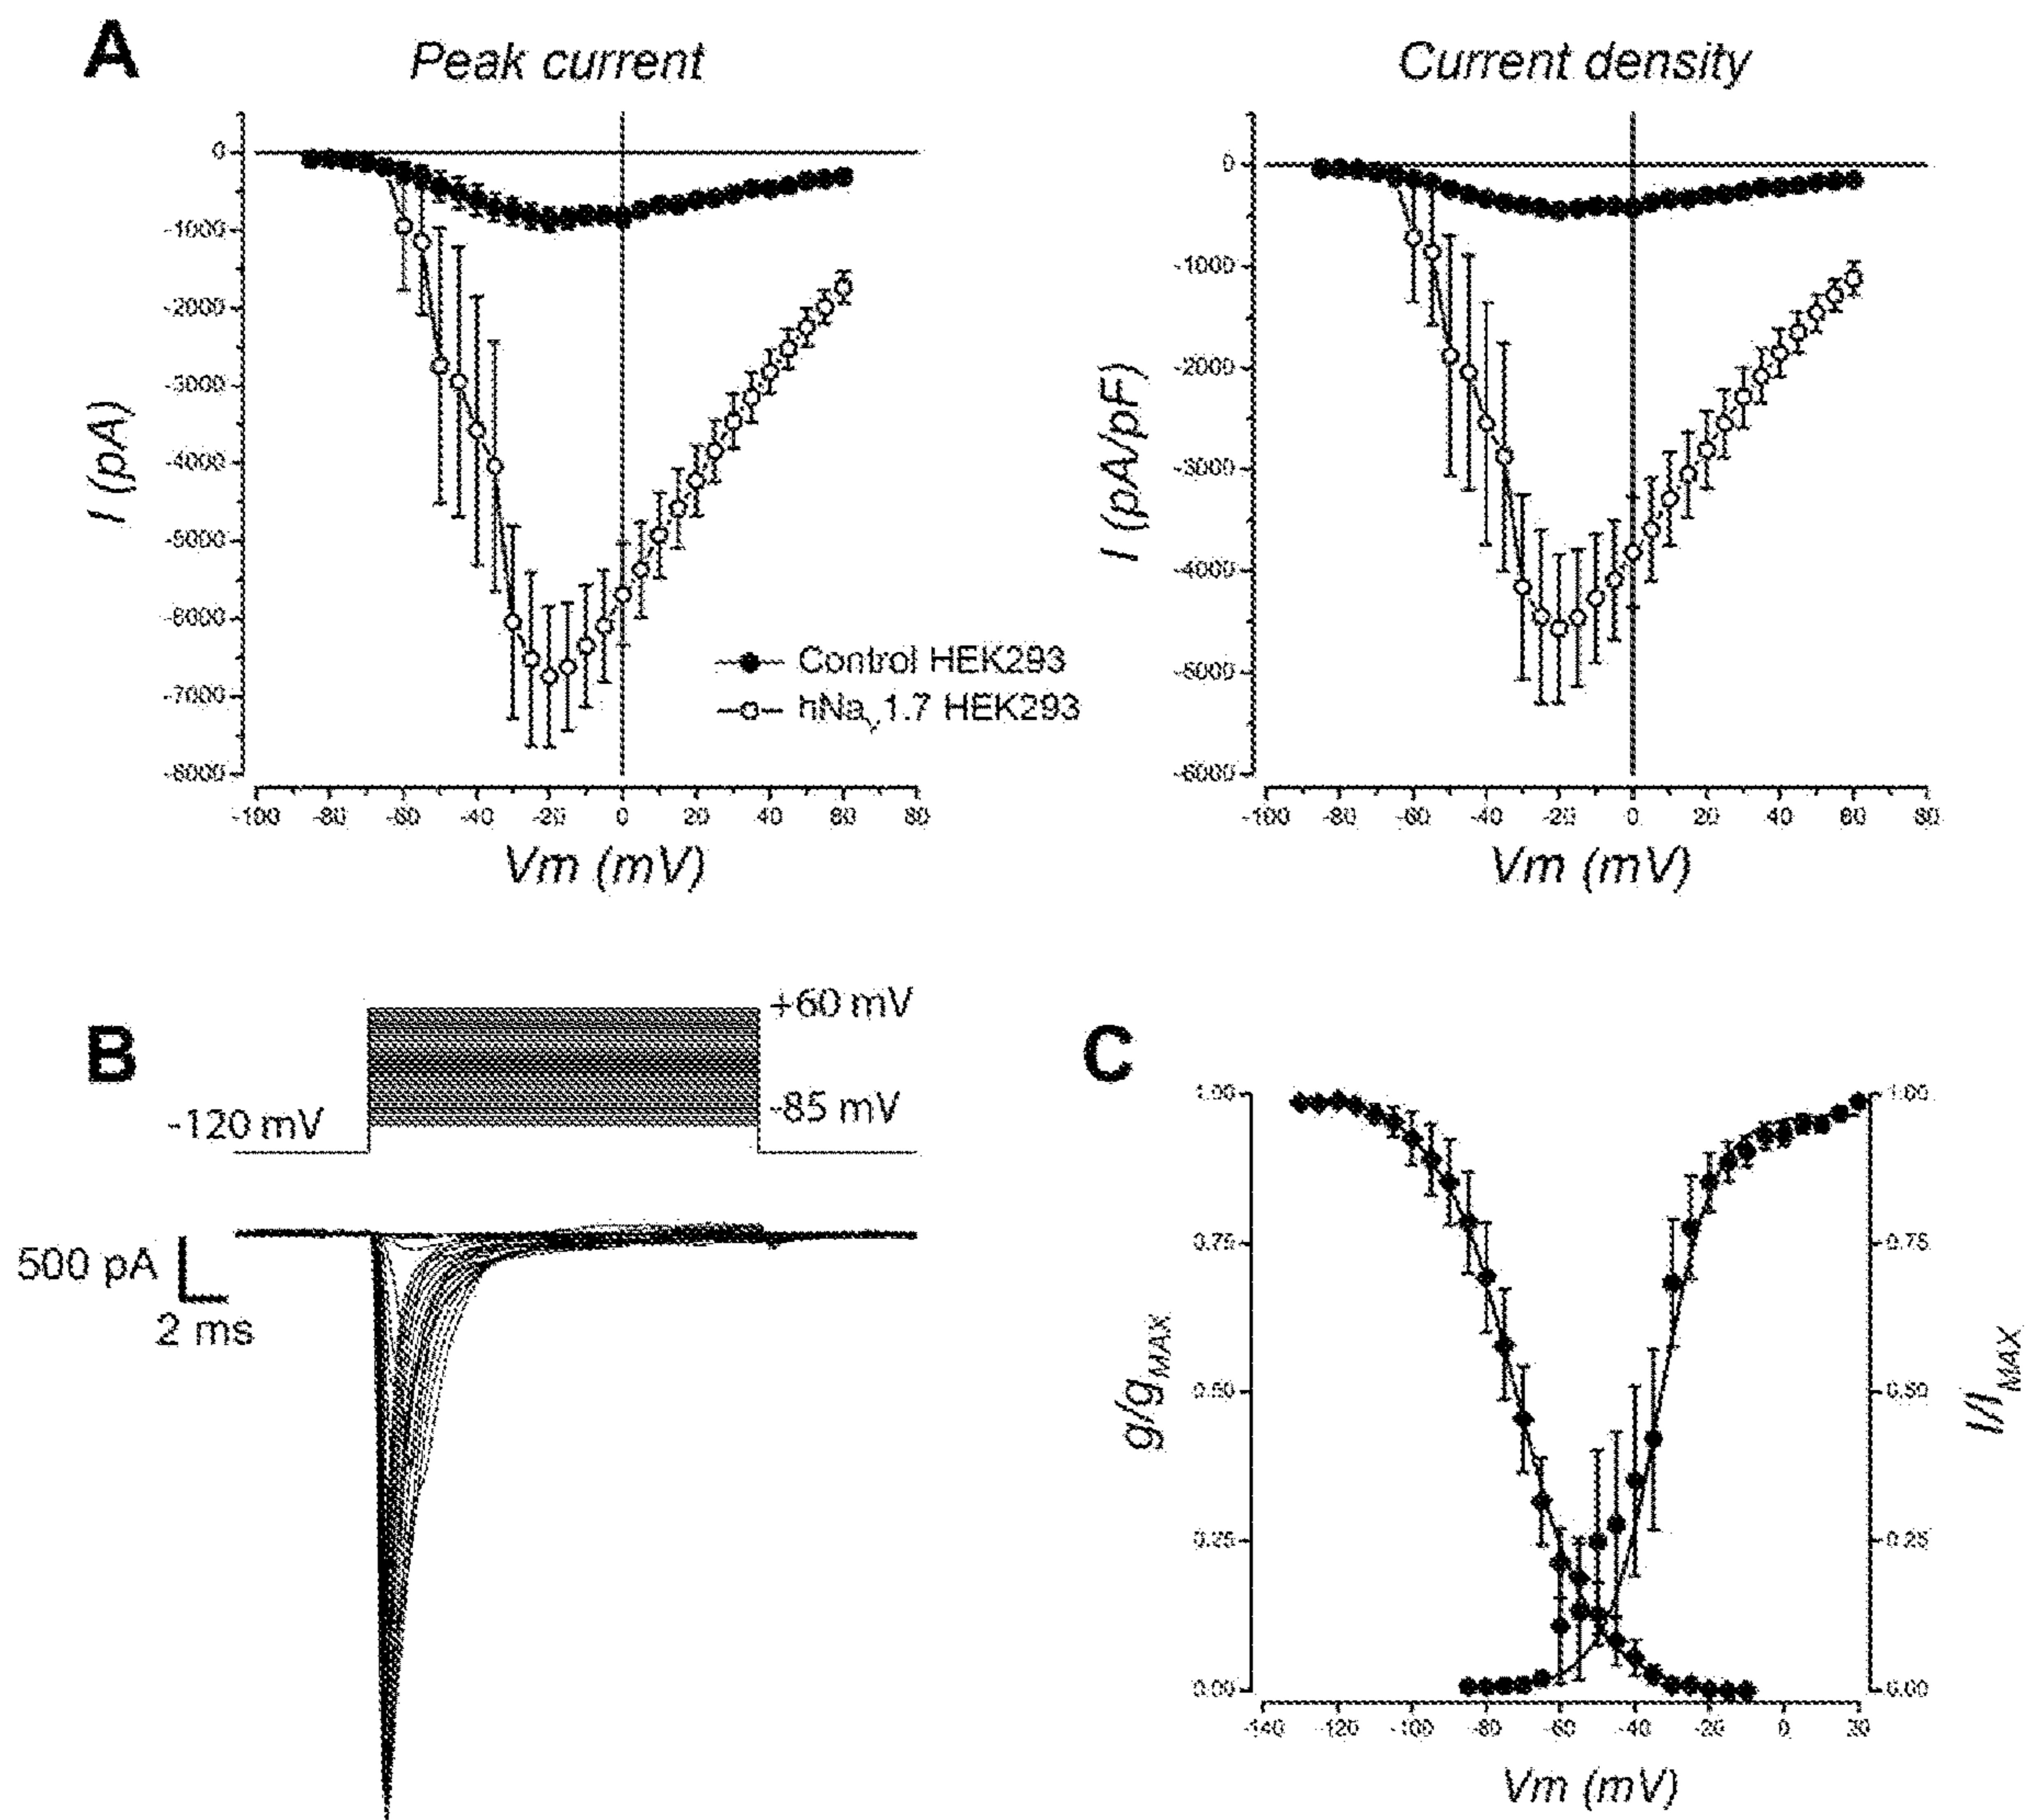 A
Peak current
Current density
0
-1000
-2000
-3000
-4000
-5000
-6000
-7000
-8000
I (pA)
-100 -80 -60 -40 -20 0 20 40 60 80
Vm (mV)
Control HEK293
hNav1.7 HEK293
0
-1000
-2000
-3000
-4000
-5000
-6000
I (pA/pF)
-100 -80 -60 -40 -20 0 20 40 60 80
Vm (mV)
B
+60 mV
-85 mV
-120 mV
500 pA
2 ms
C
1.00
0.75
0.50
0.25
0.00
g/gMAX
1.00
0.75
0.50
0.25
0.00
I/IMAX
-140 -120 -100 -80 -60 -40 -20 0 20
Vm (mV)